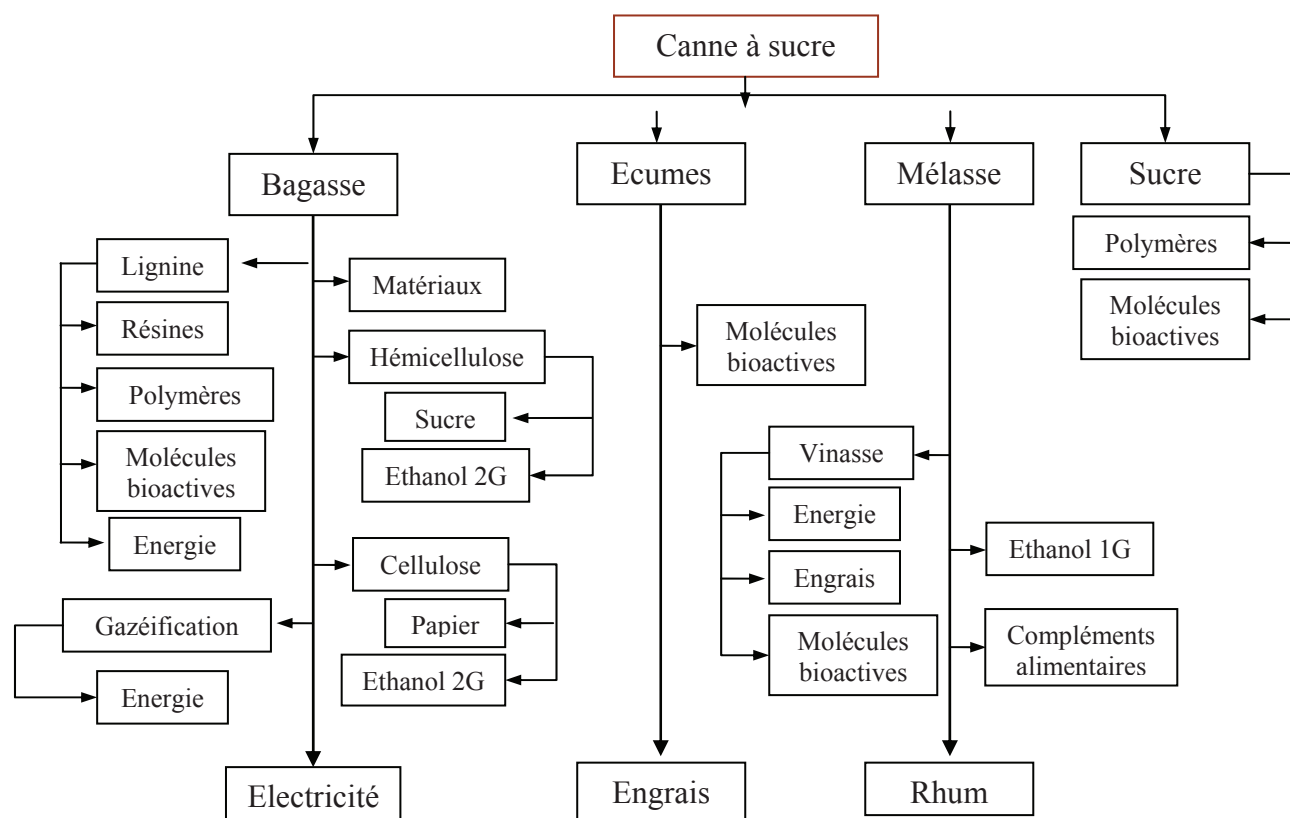 Canne à sucre
Bagasse
Ecumes
Mélasse
Sucre
Lignine
Résines
Polymères
Molécules
bioactives
Energie
Gazéification
Energie
Matériaux
Hémicellulose
Sucre
Ethanol 2G
Cellulose
Papier
Ethanol 2G
Electricité
Molécules
bioactives
Engrais
Vinasse
Energie
Engrais
Molécules
bioactives
Ethanol 1G
Compléments
alimentaires
Rhum
Polymères
Molécules
bioactives